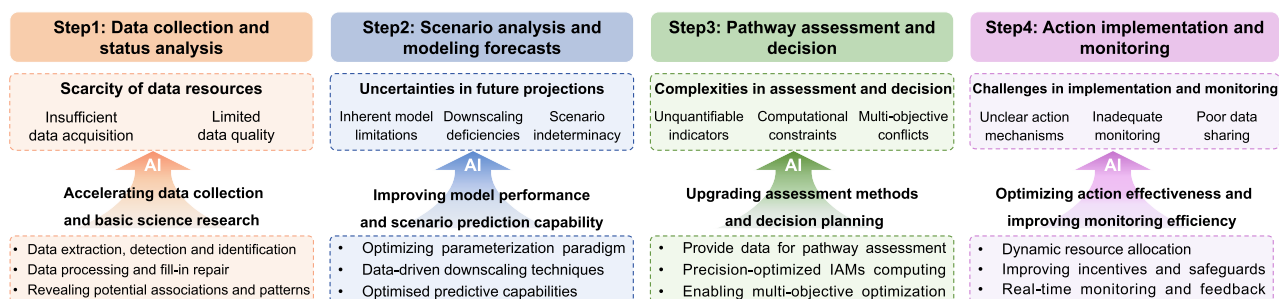 Step1: Data collection and
status analysis
Scarcity of data resources
Insufficient
data acquisition
Limited
data quality
AI
Accelerating data collection
and basic science research
• Data extraction, detection and identification
• Data processing and fill-in repair
• Revealing potential associations and patterns
Step2: Scenario analysis and
modeling forecasts
Uncertainties in future projections
Inherent model
limitations
Downscaling
deficiencies
Scenario
indeterminacy
AI
Improving model performance
and scenario prediction capability
• Optimizing parameterization paradigm
• Data-driven downscaling techniques
• Optimised predictive capabilities
Step3: Pathway assessment and
decision
Complexities in assessment and decision
Unquantifiable
indicators
Computational
constraints
Multi-objective
conflicts
AI
Upgrading assessment methods
and decision planning
• Provide data for pathway assessment
• Precision-optimized IAMs computing
• Enabling multi-objective optimization
Step4: Action implementation and
monitoring
Challenges in implementation and monitoring
Unclear action
mechanisms
Inadequate
monitoring
Poor data
sharing
AI
Optimizing action effectiveness and
improving monitoring efficiency
• Dynamic resource allocation
• Improving incentives and safeguards
• Real-time monitoring and feedback